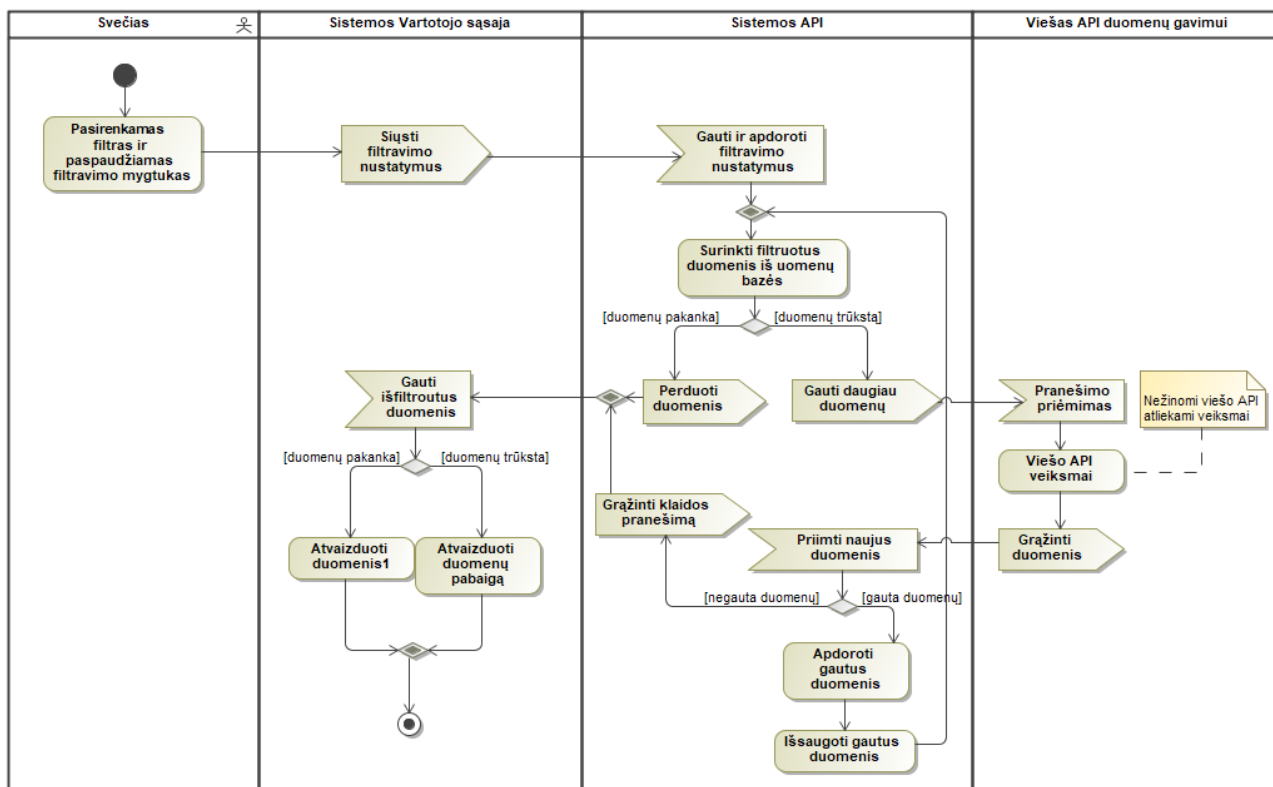 Svečias
Sistemos Vartotojo sąsaja
Sistemos API
Viešas API duomenų gavimui
Pasirenkamas
filtras ir
paspaudžiamas
filtravimo mygtukas
Siųsti
filtravimo
nustatymus
Gauti ir apdoroti
filtravimo
nustatymus
Surinkti filtruotus
duomenis iš uomenų
bazės
[duomenų pakanka]
[duomenų trūkstą]
Gauti
išfiltroutus
duomenis
Perduoti
duomenis
Gauti daugiau
duomenų
Pranešimo
priėmimas
Nežinomi viešo API
atliekami veiksmai
[duomenų pakanka]
[duomenų trūksta]
Viešo API
veiksmai
Grąžinti klaidos
pranešimą
Atvaizduoti
duomenis1
Atvaizduoti
duomenų
pabaigą
Priimti naujus
duomenis
Grąžinti
duomenis
[negauta duomenų]
[gauta duomenų]
Apdoroti
gautus
duomenis
Išsaugoti gautus
duomenis